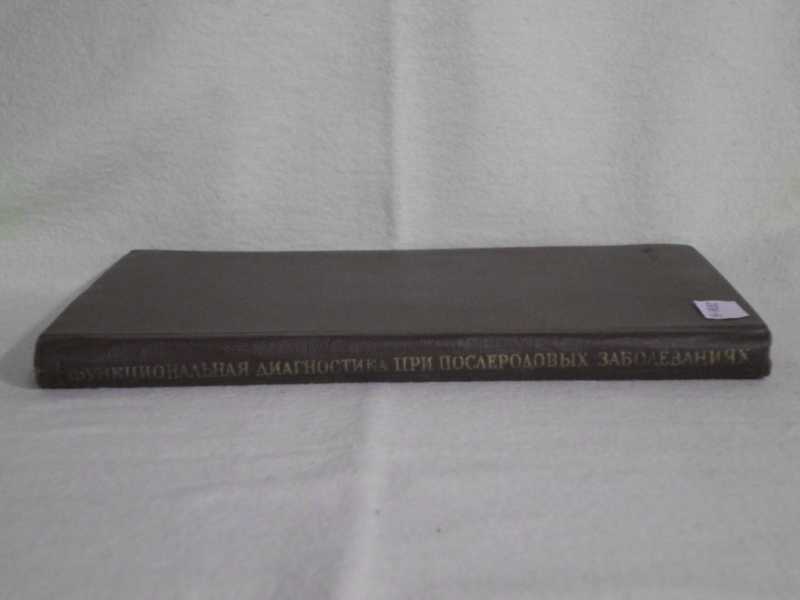 ФУНКЦИОНАЛЬНАЯ ДИАГНОСТИКА ПРИ ПОСЛЕРОДОВЫХ ЗАБОЛЕВАНИЯХ